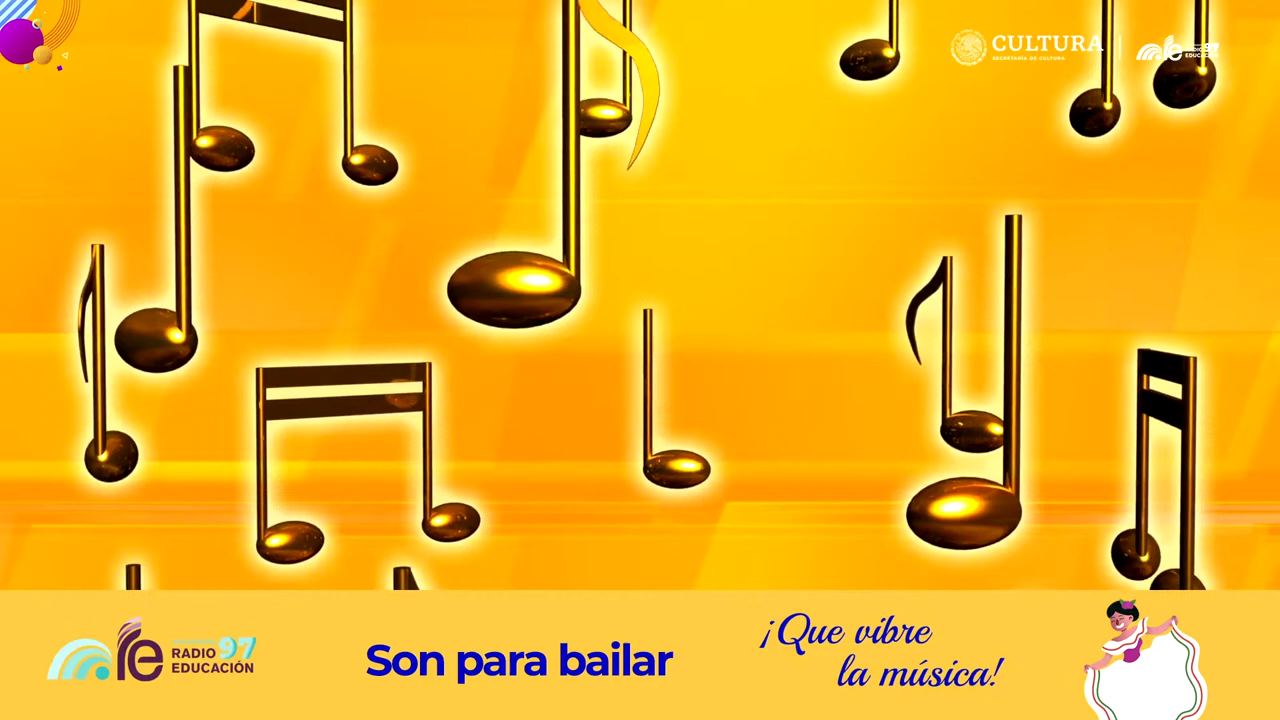 CULTURA
SECRETARÍA DE CULTURA
97
RADIO
EDUCACIÓN
Son para bailar
¡Que vibre
la música!